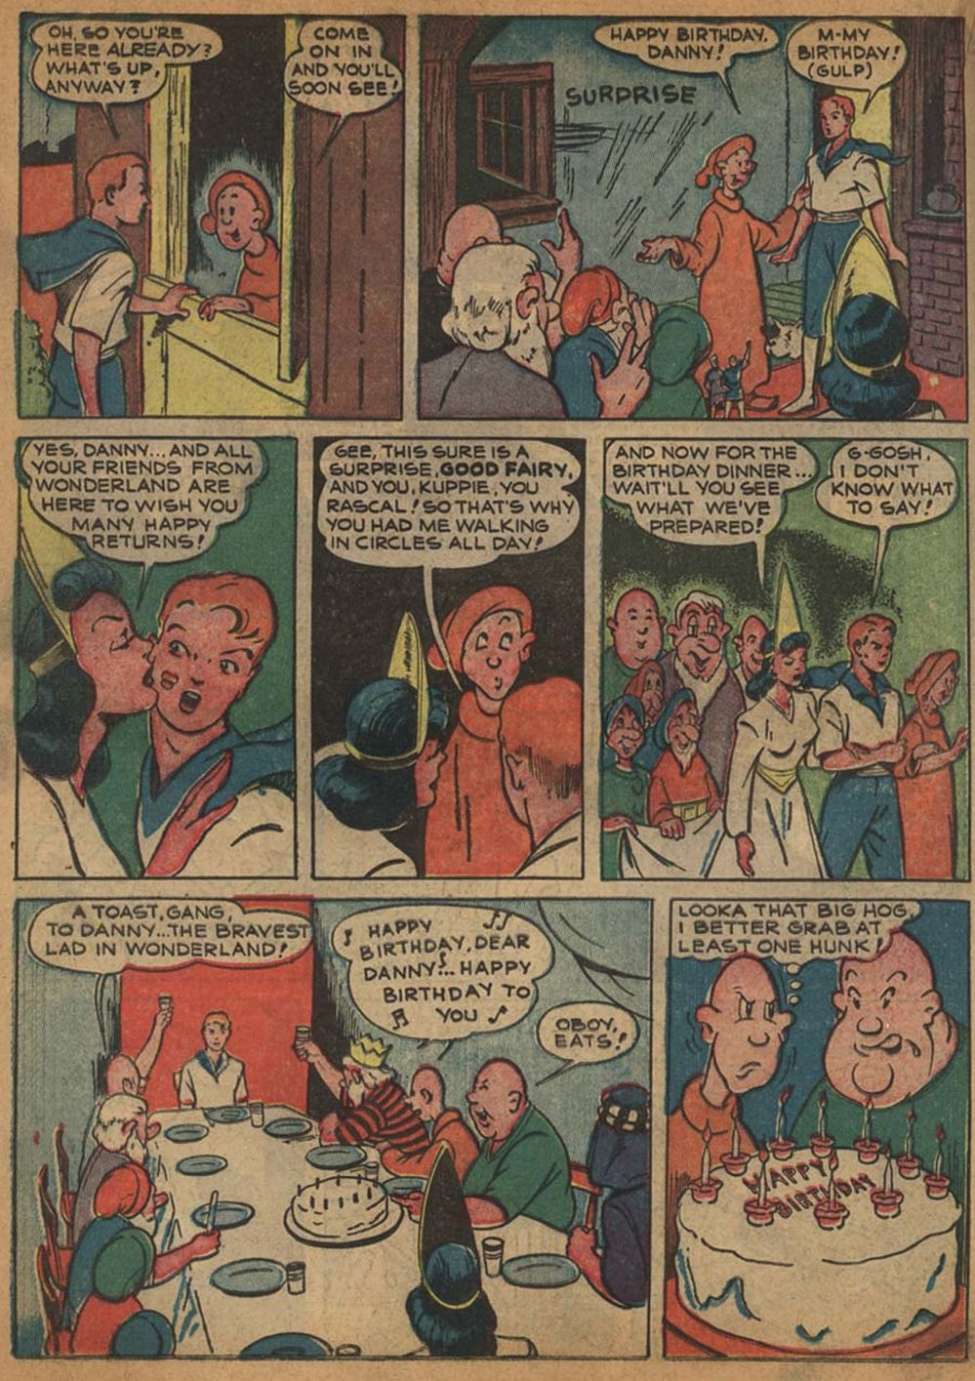 OH, SO YOU'RE
HERE ALREADY?
WHAT'S UP,
ANYWAY?
COME
ON IN
AND YOU'LL
SOON SEE!
SURPRISE
HAPPY BIRTHDAY,
DANNY!
M-MY
BIRTHDAY!
(GULP)
YES, DANNY... AND ALL
YOUR FRIENDS FROM
WONDERLAND ARE
HERE TO WISH YOU
MANY HAPPY
RETURNS!
GEE, THIS SURE IS A
SURPRISE, GOOD FAIRY,
AND YOU, KUPPIE, YOU
RASCAL! SO THAT'S WHY
YOU HAD ME WALKING
IN CIRCLES ALL DAY!
AND NOW FOR THE
BIRTHDAY DINNER...
WAIT'LL YOU SEE
WHAT WE'VE
PREPARED!
G-GOSH,
I DON'T
KNOW WHAT
TO SAY!
A TOAST, GANG,
TO DANNY... THE BRAVEST
LAD IN WONDERLAND!
HAPPY
BIRTHDAY, DEAR
DANNY!... HAPPY
BIRTHDAY TO
YOU
OBOY,
EATS!
LOOKA THAT BIG HOG,
I BETTER GRAB AT
LEAST ONE HUNK!
HAPPY
BIRTHDAY